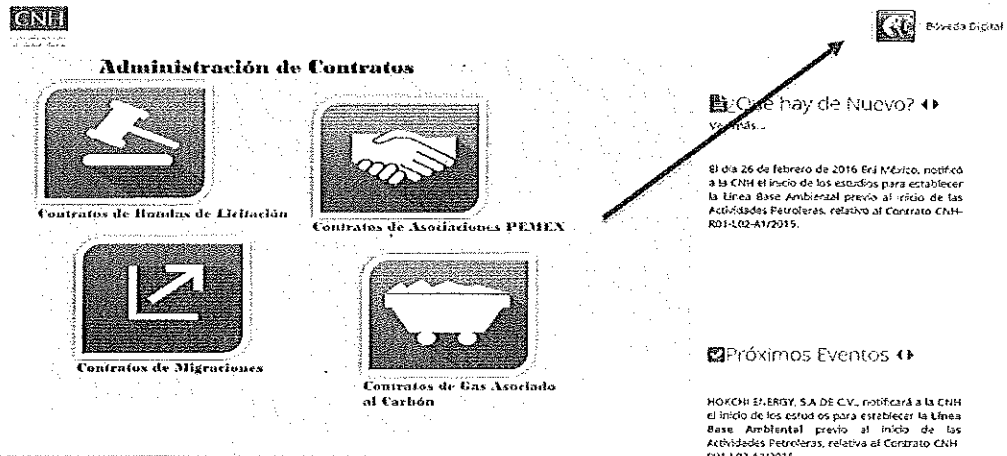 CNH
Bóveda Digital
Administración de Contratos
¿Qué hay de Nuevo?
Ver más...
El día 26 de febrero de 2016 Eni México, notificó
a la CNH el inicio de los estudios para establecer
la Línea Base Ambiental previo al inicio de las
Actividades Petroleras, relativo al Contrato CNH-
R01-L02-A1/2015.
Contratos de Rondas de Licitación
Contratos de Asociaciones PEMEX
Contratos de Migraciones
Contratos de Gas Asociado
al Carbón
Próximos Eventos
HOKCHI ENERGY, S.A DE C.V., notificará a la CNH
el inicio de los estudios para establecer la Línea
Base Ambiental previo al inicio de las
Actividades Petroleras, relativa al Contrato CNH-